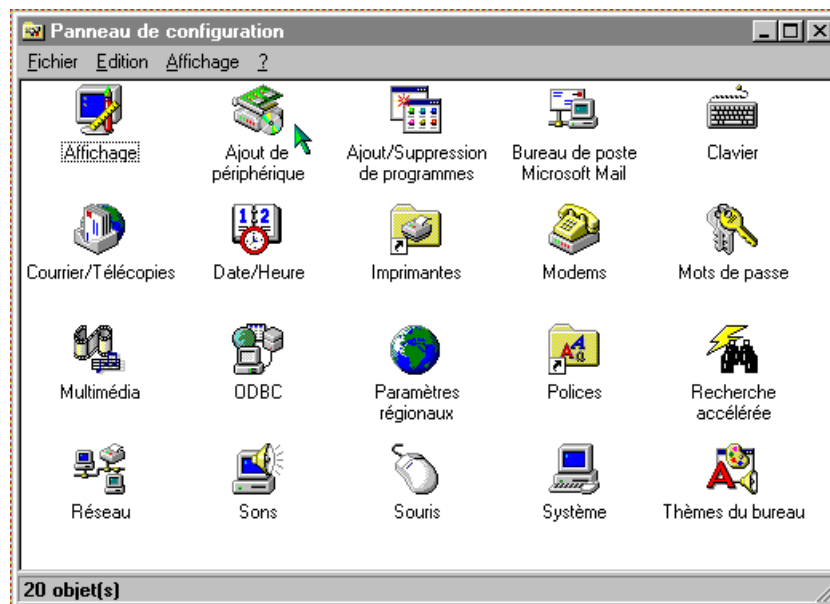 Panneau de configuration
Fichier Edition Affichage ?
Affichage
Ajout de
périphérique
Ajout/Suppression
de programmes
Bureau de poste
Microsoft Mail
Clavier
Courrier/Télécopies
Date/Heure
Imprimantes
Modems
Mots de passe
Multimédia
ODBC
Paramètres
régionaux
Polices
Recherche
accélérée
Réseau
Sons
Souris
Système
Thèmes du bureau
20 objet(s)